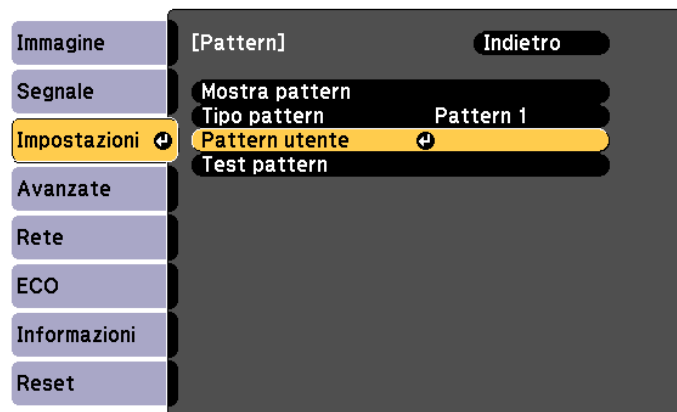 Immagine
Segnale
Impostazioni
Avanzate
Rete
ECO
Informazioni
Reset
[Pattern] Indietro
Mostra pattern
Tipo pattern Pattern 1
Pattern utente
Test pattern